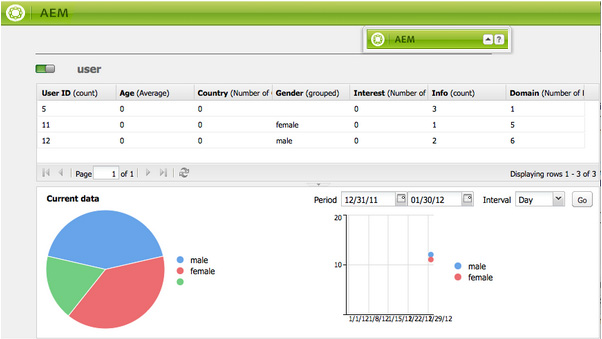 AEM
AEM ?
user
User ID (count) Age (Average) Country (Number of Gender (grouped) Interest (Number of Info (count) Domain (Number of
5 0 0 0 3 1
11 0 0 female 0 1 5
12 0 0 male 0 2 6
Page 1 of 1 Displaying rows 1 - 3 of 3
Current data Period 12/31/11 01/30/12 Interval Day Go
20
10
male
female
male
female
1/1/12 1/8/12 1/15/12 1/22/12 1/29/12